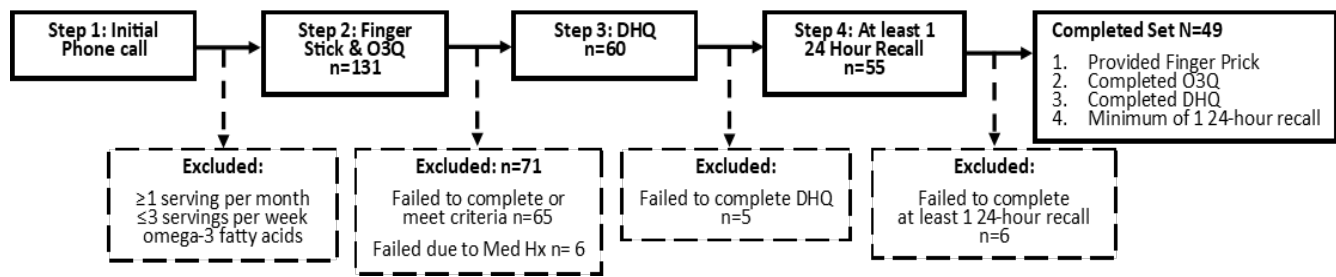 Step 1: Initial
Phone call
Step 2: Finger
Stick & O3Q
n=131
Step 3: DHQ
n=60
Step 4: At least 1
24 Hour Recall
n=55
Completed Set N=49
1. Provided Finger Prick
2. Completed O3Q
3. Completed DHQ
4. Minimum of 1 24-hour recall
Excluded:
≥1 serving per month
≤3 servings per week
omega-3 fatty acids
Excluded: n=71
Failed to complete or
meet criteria n=65
Failed due to Med Hx n= 6
Excluded:
Failed to complete DHQ
n=5
Excluded:
Failed to complete
at least 1 24-hour recall
n=6